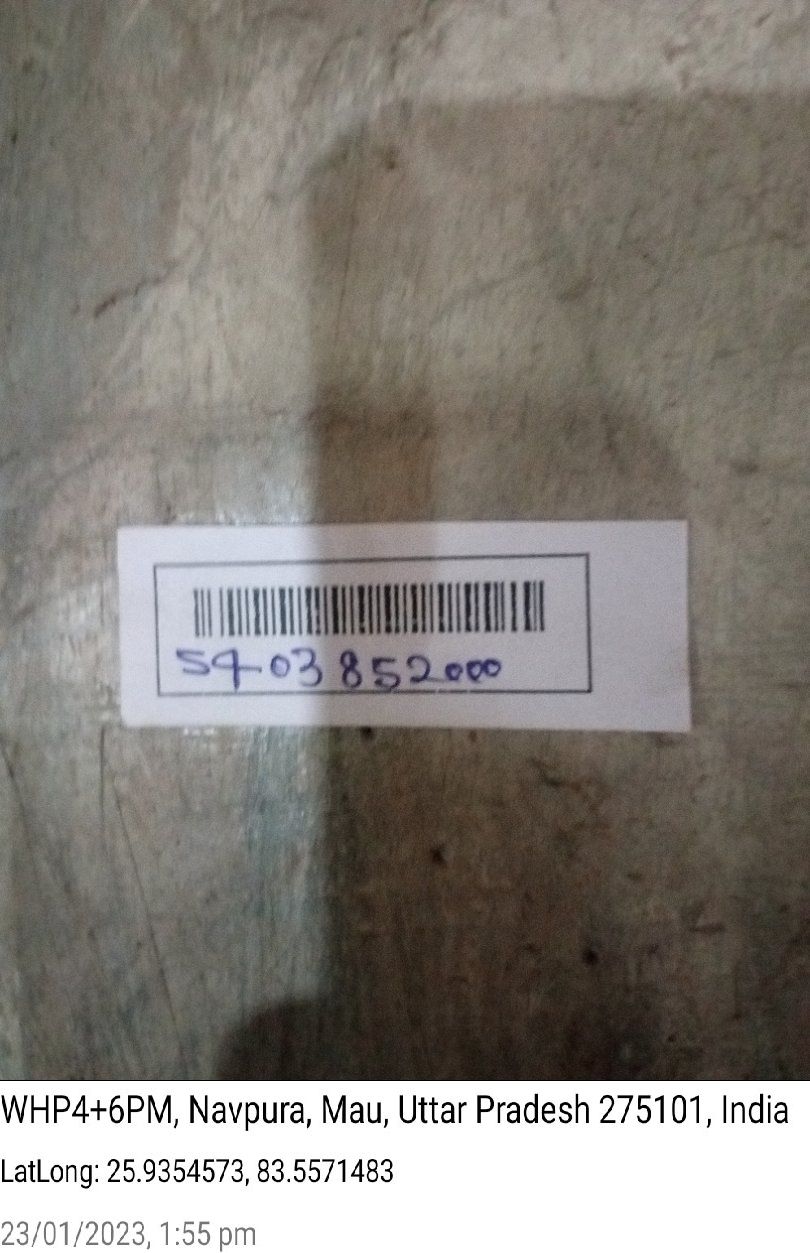 5403852000
WHP4+6PM, Navpura, Mau, Uttar Pradesh 275101, India
LatLong: 25.9354573, 83.5571483
23/01/2023, 1:55 pm